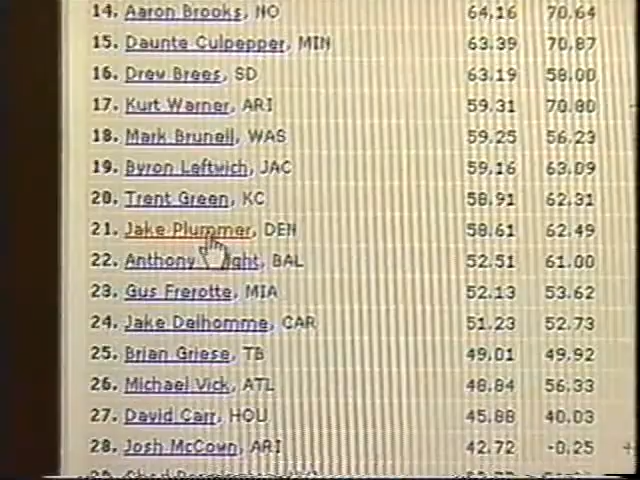 14. Aaron Brooks, NO 64.16 70.64
15. Daunte Culpepper, MIN 63.39 70.87
16. Drew Brees, SD 63.19 58.00
17. Kurt Warner, ARI 59.31 70.80
18. Mark Brunell, WAS 59.25 56.23
19. Byron Leftwich, JAC 59.16 63.09
20. Trent Green, KC 58.91 62.31
21. Jake Plummer, DEN 58.61 62.49
22. Anthony BAL 52.51 61.00
23. Gus Frerotte, MIA 52.13 53.62
24. Jake Delhomme, CAR 51.23 52.73
25. Brian Griese, TB 49.01 49.92
26. Michael Vick, ATL 48.84 56.33
27. David Carr, HOU 45.88 40.03
28. Josh McCown, ARI 42.72 -0.25